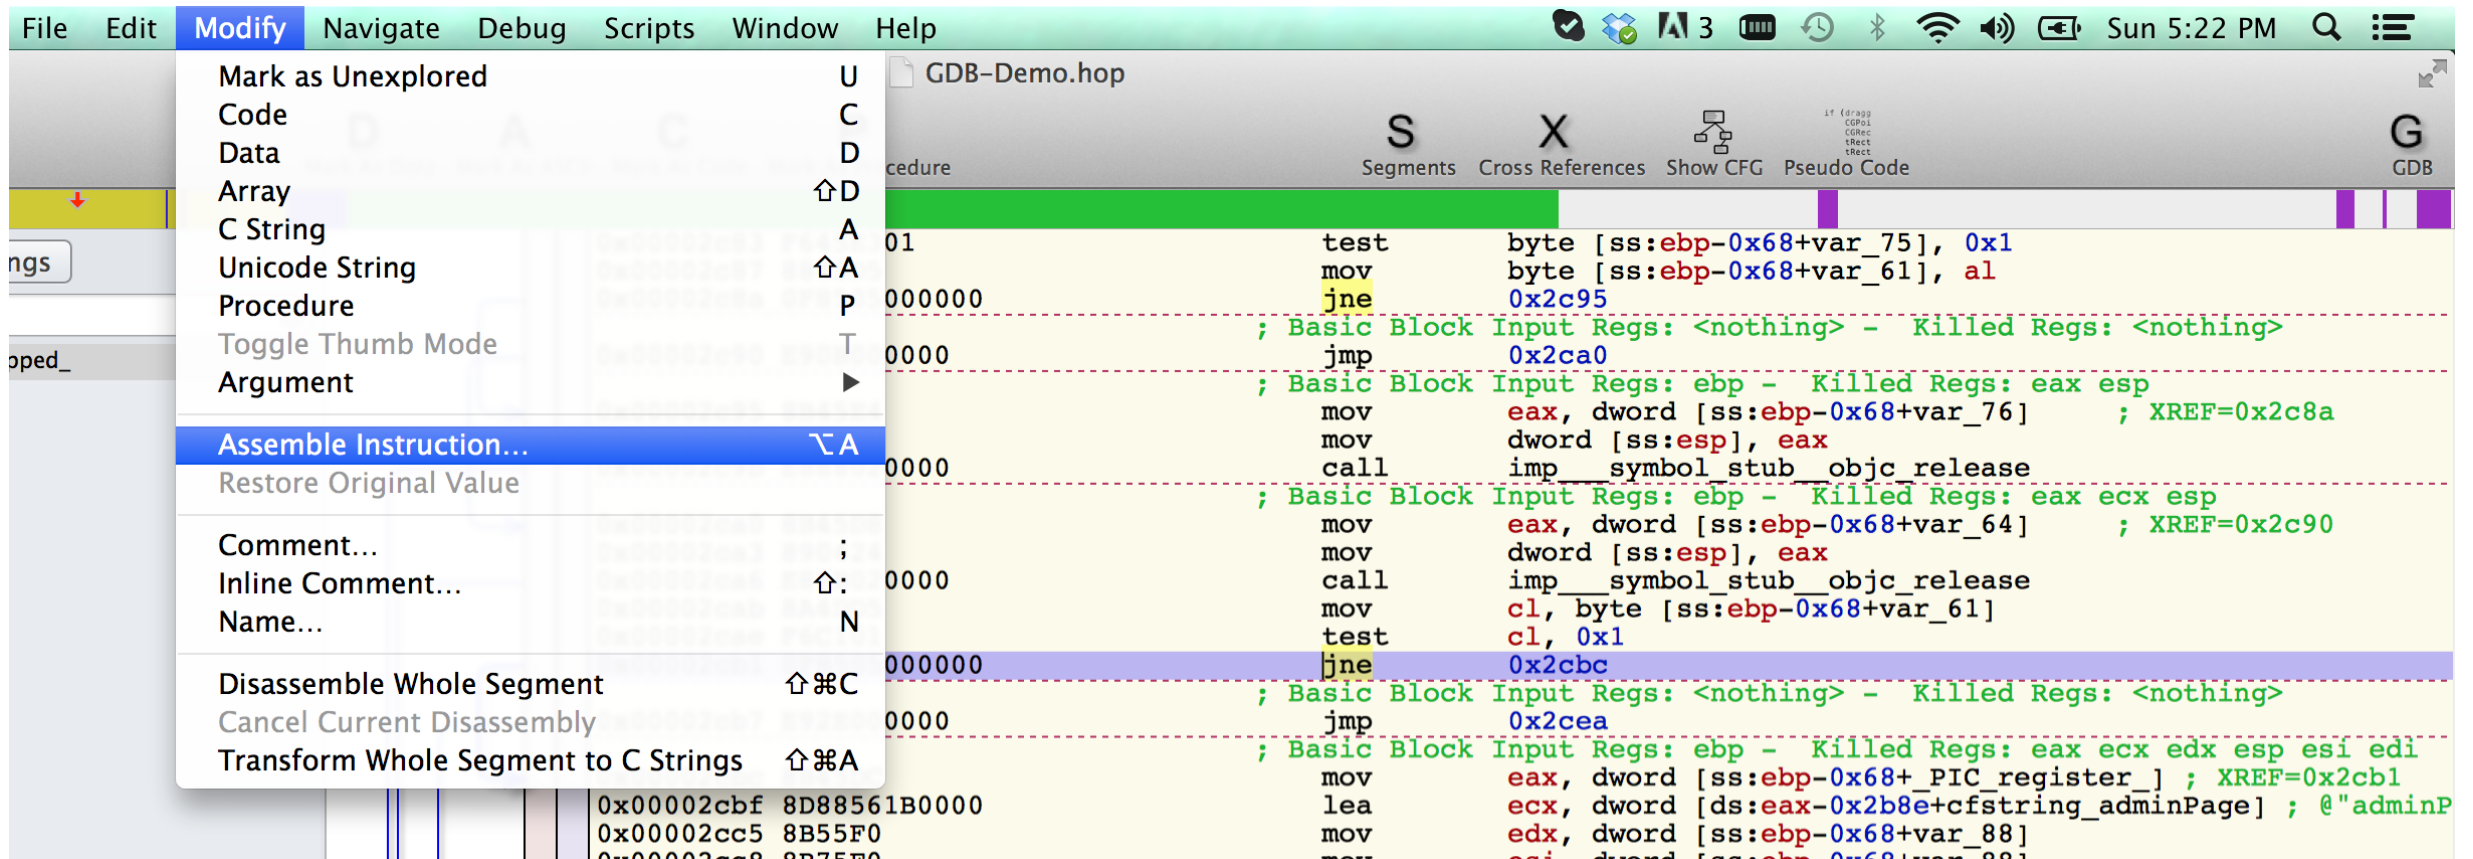 File Edit Modify Navigate Debug Scripts Window Help 3 Sun 5:22 PM
GDB-Demo.hop
Mark as Unexplored U
Code C
Data D
Array ⇧D
C String A
Unicode String ⇧A
Procedure P
Toggle Thumb Mode T
Argument ▶
Assemble Instruction... ⌥A
Restore Original Value
Comment... ;
Inline Comment... ⇧:
Name... N
Disassemble Whole Segment ⇧⌘C
Cancel Current Disassembly
Transform Whole Segment to C Strings ⇧⌘A
D A C
cedure
S X G
if (dragg
CGPoi
CGRec
tRect
tRect
Segments Cross References Show CFG Pseudo Code GDB
ngs
pped_
01 test byte [ss:ebp-0x68+var_75], 0x1
mov byte [ss:ebp-0x68+var_61], al
000000 jne 0x2c95
; Basic Block Input Regs: <nothing> - Killed Regs: <nothing>
0000 jmp 0x2ca0
; Basic Block Input Regs: ebp - Killed Regs: eax esp
mov eax, dword [ss:ebp-0x68+var_76] ; XREF=0x2c8a
mov dword [ss:esp], eax
0000 call imp___symbol_stub__objc_release
; Basic Block Input Regs: ebp - Killed Regs: eax ecx esp
mov eax, dword [ss:ebp-0x68+var_64] ; XREF=0x2c90
mov dword [ss:esp], eax
0000 call imp___symbol_stub__objc_release
mov cl, byte [ss:ebp-0x68+var_61]
test cl, 0x1
000000 jne 0x2cbc
; Basic Block Input Regs: <nothing> - Killed Regs: <nothing>
0000 jmp 0x2cea
; Basic Block Input Regs: ebp - Killed Regs: eax ecx edx esp esi edi
mov eax, dword [ss:ebp-0x68+_PIC_register_] ; XREF=0x2cb1
0x00002cbf 8D88561B0000 lea ecx, dword [ds:eax-0x2b8e+cfstring_adminPage] ; @"adminP
0x00002cc5 8B55F0 mov edx, dword [ss:ebp-0x68+var_88]